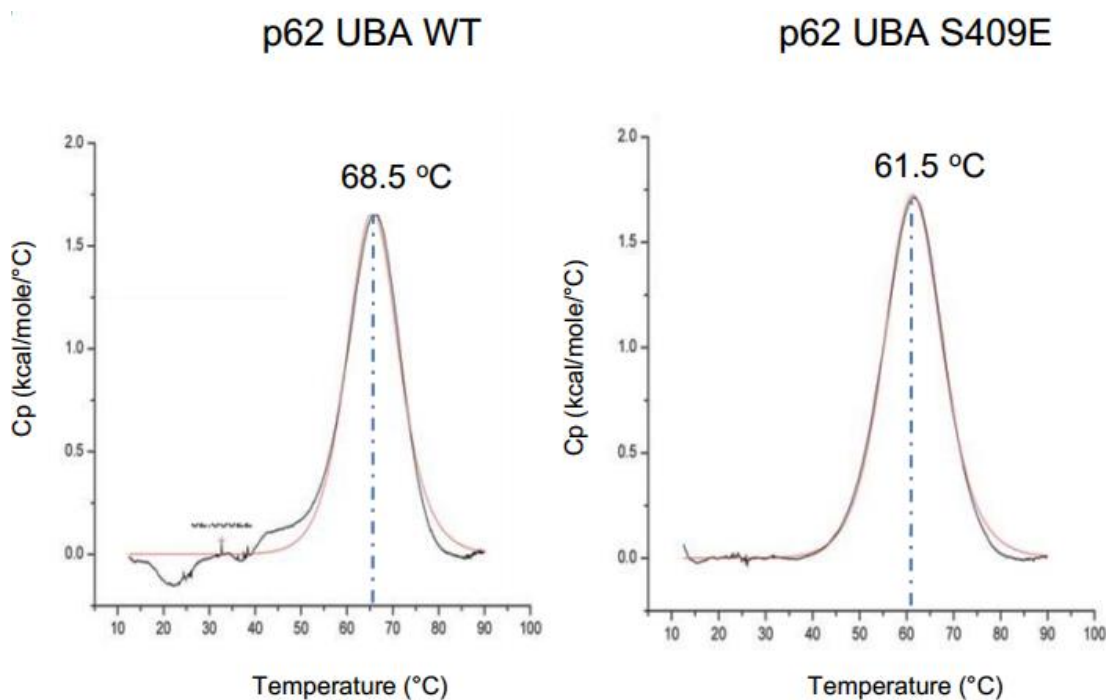 p62 UBA WT
p62 UBA S409E
68.5 °C
61.5 °C
Cp (kcal/mole/°C)
2.0
1.5
1.0
0.5
0.0
10 20 30 40 50 60 70 80 90 100
Temperature (°C)
Cp (kcal/mole/°C)
2.0
1.5
1.0
0.5
0.0
10 20 30 40 50 60 70 80 90 100
Temperature (°C)